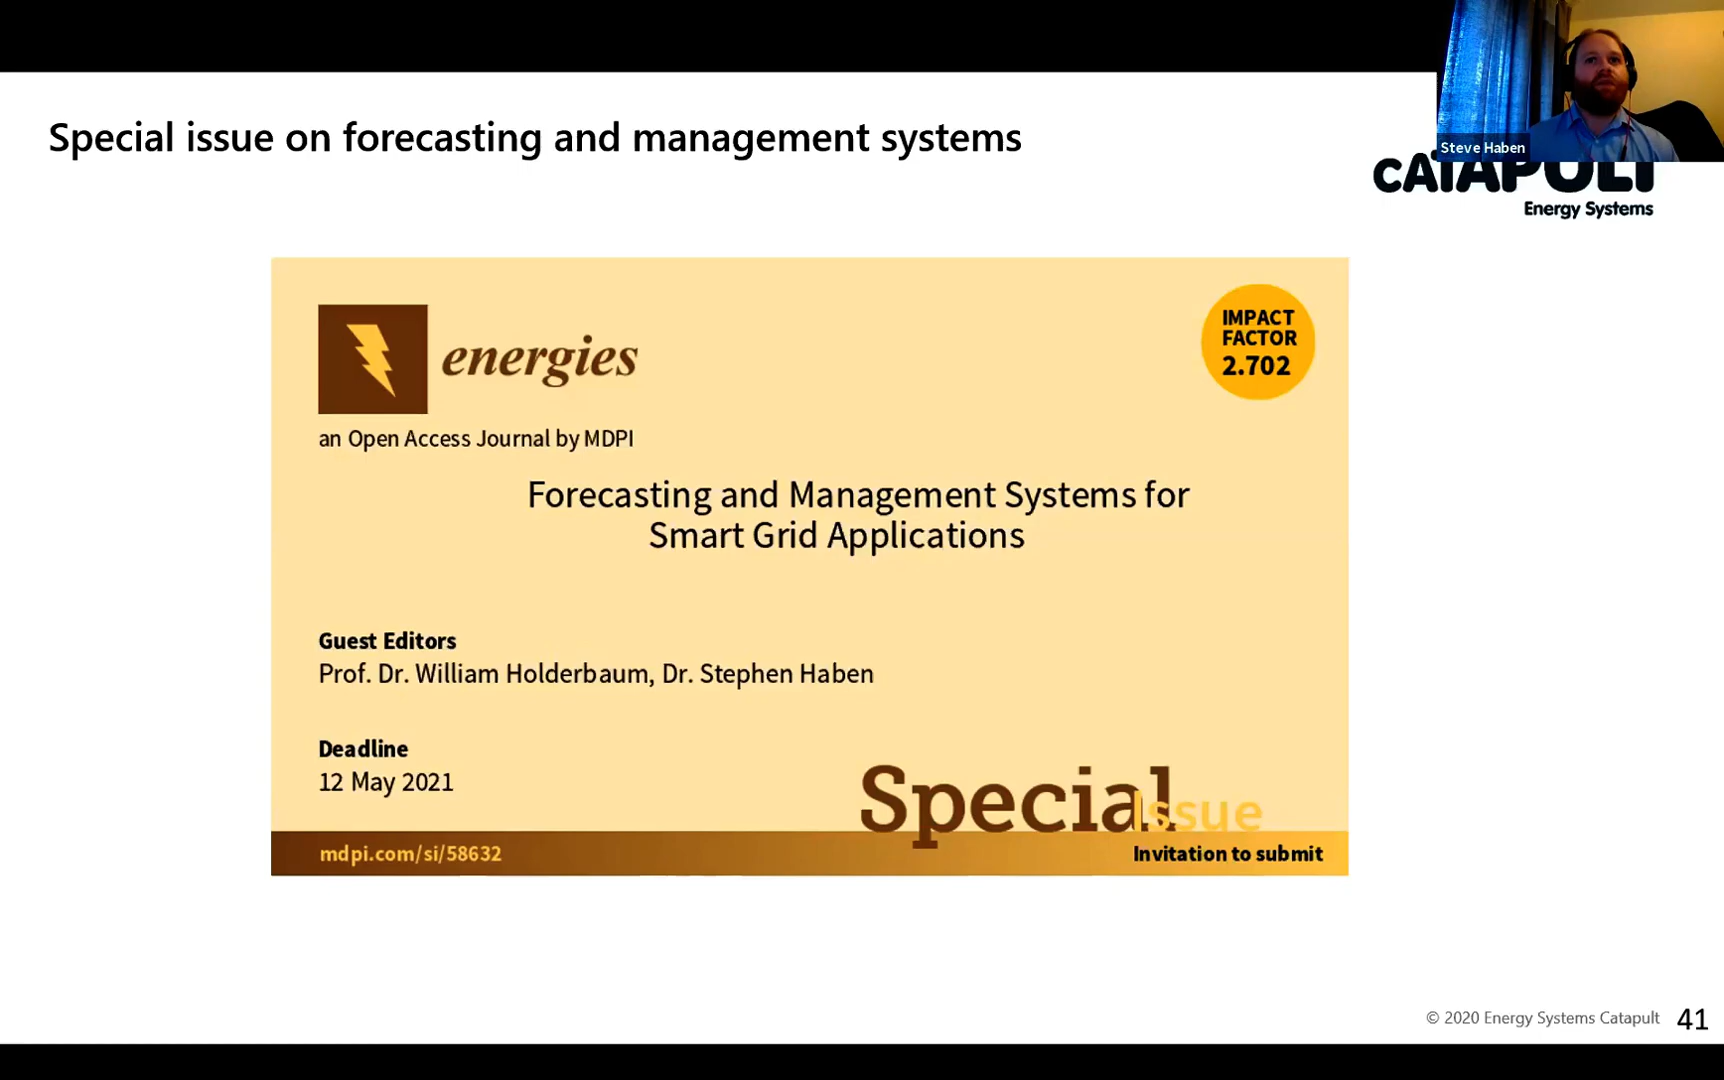 Special issue on forecasting and management systems
Steve Haben
CATAPULT
Energy Systems
energies
an Open Access Journal by MDPI
IMPACT
FACTOR
2.702
Forecasting and Management Systems for
Smart Grid Applications
Guest Editors
Prof. Dr. William Holderbaum, Dr. Stephen Haben
Deadline
12 May 2021
Special
Issue
mdpi.com/si/58632
Invitation to submit
© 2020 Energy Systems Catapult
41